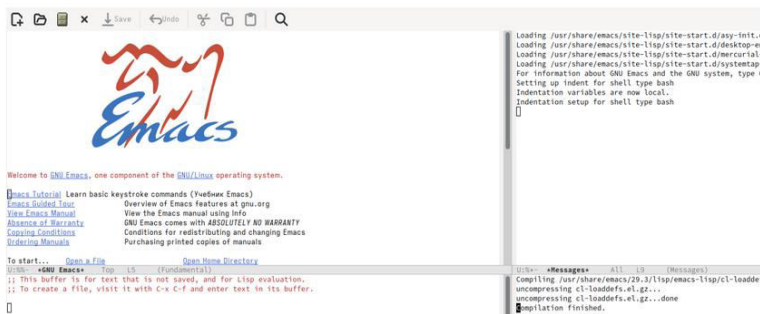 Save
Undo
Emacs
Welcome to GNU Emacs, one component of the GNU/Linux operating system.
Emacs Tutorial Learn basic keystroke commands (Учебник Emacs)
Emacs Guided Tour Overview of Emacs features at gnu.org
View Emacs Manual View the Emacs manual using Info
Absence of Warranty GNU Emacs comes with ABSOLUTELY NO WARRANTY
Copying Conditions Conditions for redistributing and changing Emacs
Ordering Manuals Purchasing printed copies of manuals
To start... Open a File Open Home Directory
U:%%- *GNU Emacs* Top L5 (Fundamental)
;; This buffer is for text that is not saved, and for Lisp evaluation.
;; To create a file, visit it with C-x C-f and enter text in its buffer.
Loading /usr/share/emacs/site-lisp/site-start.d/asy-init.
Loading /usr/share/emacs/site-lisp/site-start.d/desktop-e
Loading /usr/share/emacs/site-lisp/site-start.d/mercurial
Loading /usr/share/emacs/site-lisp/site-start.d/systemtap
For information about GNU Emacs and the GNU system, type
Setting up indent for shell type bash
Indentation variables are now local.
Indentation setup for shell type bash
U:%*- *Messages* All L9 (Messages)
Compiling /usr/share/emacs/29.3/lisp/emacs-lisp/cl-loadde
uncompressing cl-loaddefs.el.gz...
uncompressing cl-loaddefs.el.gz...done
Compilation finished.